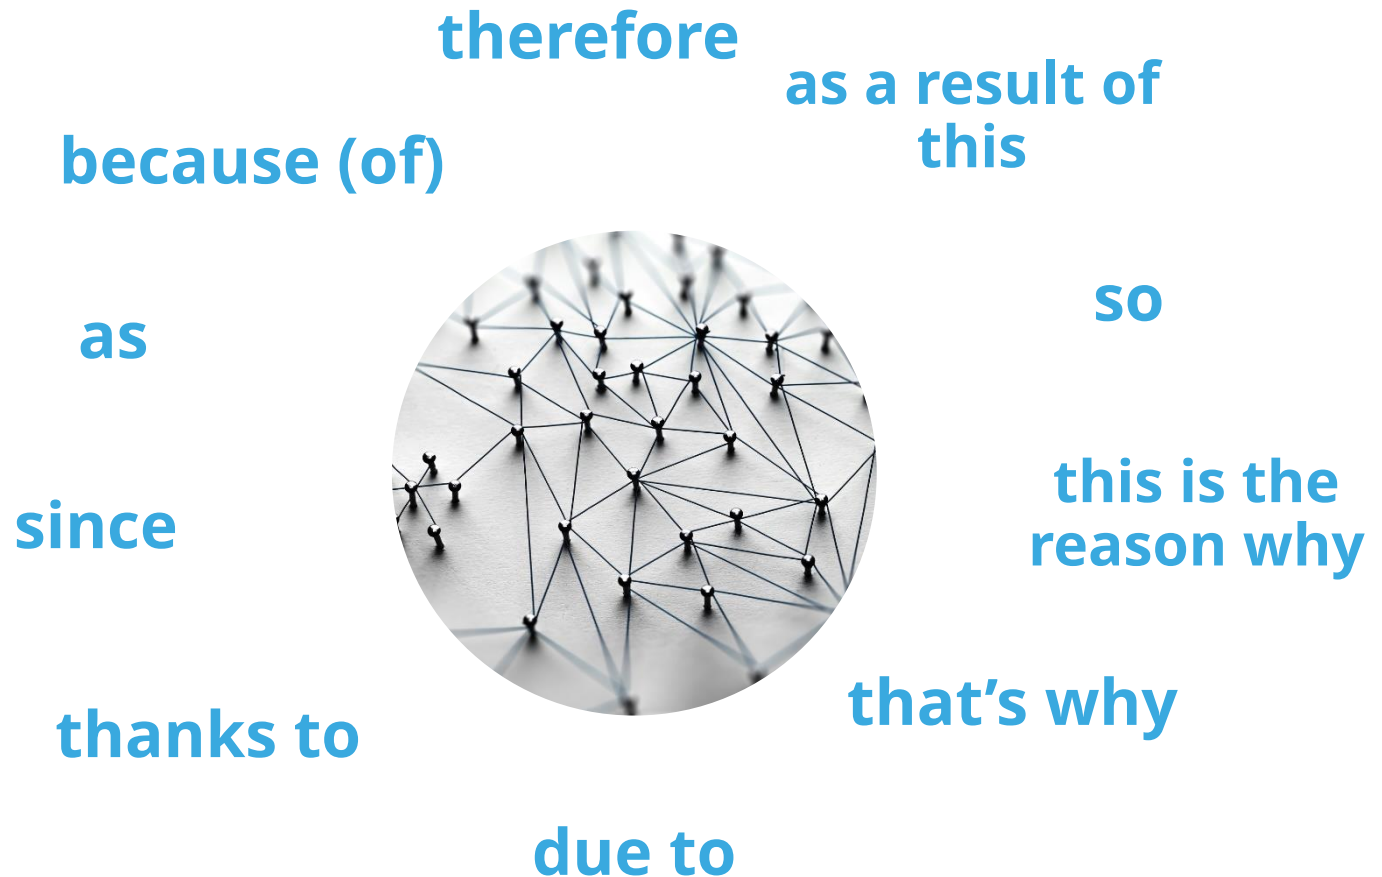 therefore
as a result of
this
because (of)
so
as
this is the
reason why
since
that’s why
thanks to
due to